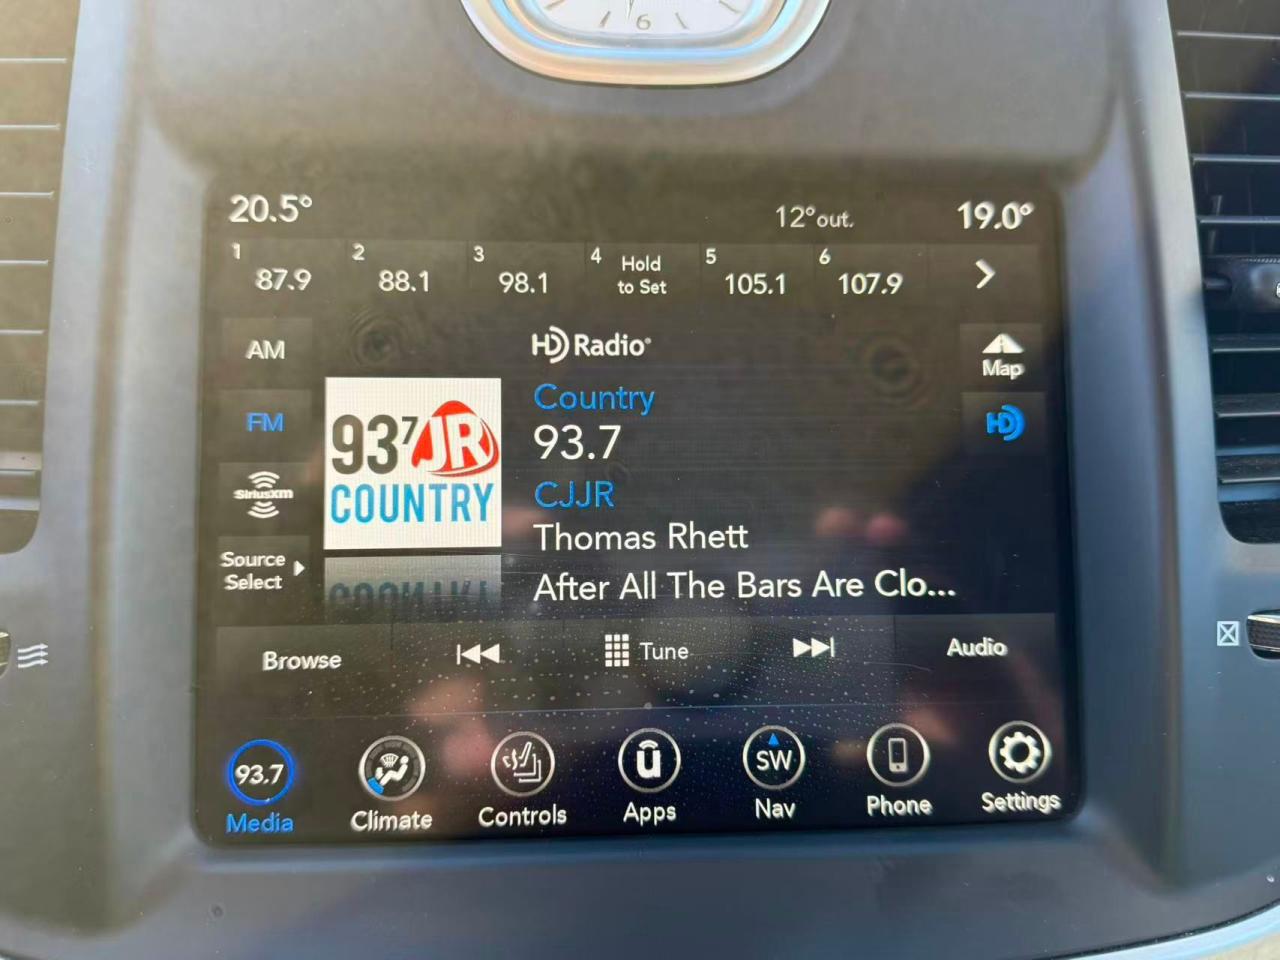 6
20.5°
12°out.
19.0°
1
87.9
2
88.1
3
98.1
4
Hold
to Set
5
105.1
6
107.9
AM
HD Radio®
Map
FM
HD
93⁷ JR
COUNTRY
Country
93.7
CJJR
Thomas Rhett
After All The Bars Are Clo...
SiriusXM
Source
Select
Browse
Tune
Audio
93.7
Media
Climate
Controls
Apps
SW
Nav
Phone
Settings